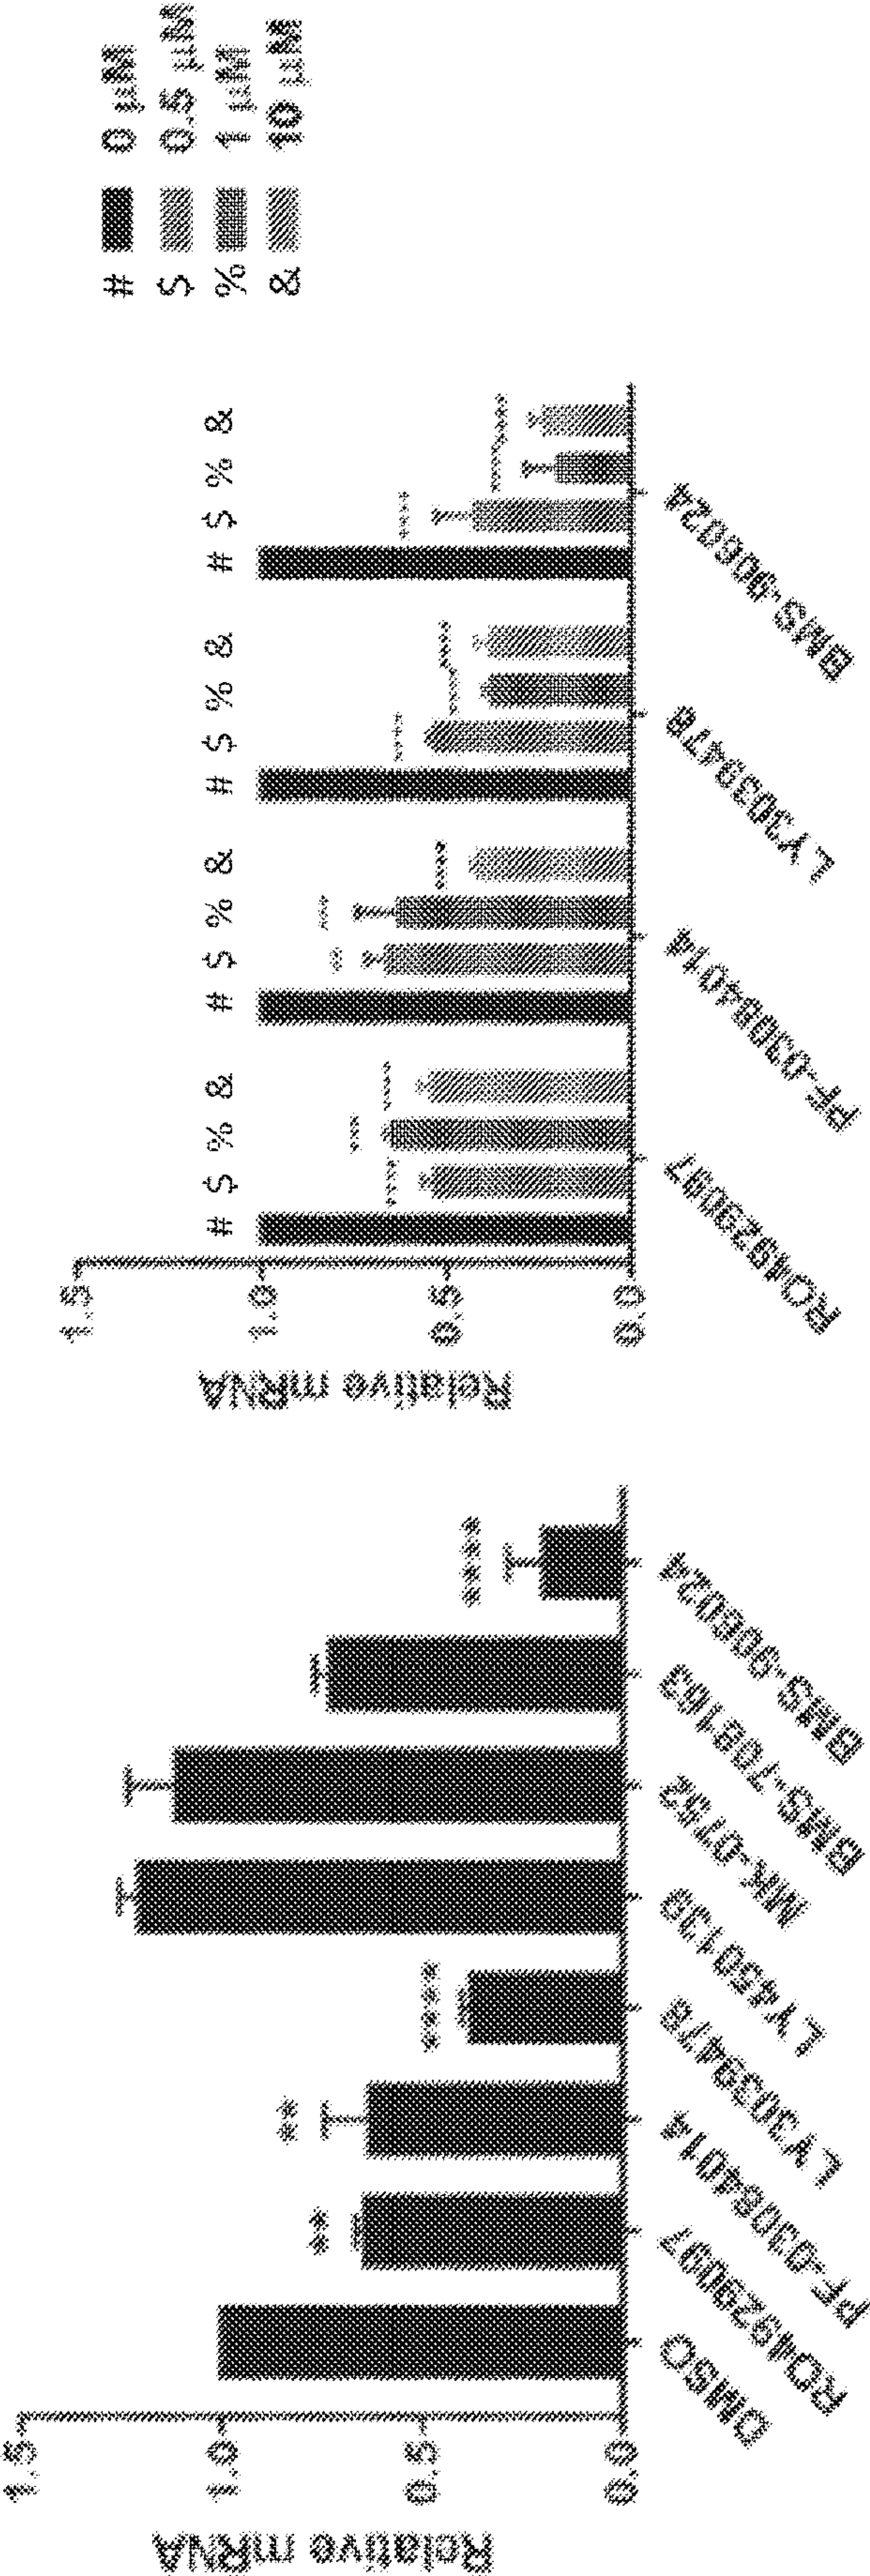 Relative mRNA
1.5
1.0
0.5
0.0
**
**
****
****
DMSO
RO4929097
PF-03084014
LY3039478
LY450139
MK-0752
BMS-708163
BMS-906024
Relative mRNA
1.5
1.0
0.5
0.0
# $ % & # $ % & # $ % & # $ % &
RO4929097
PF-03084014
LY3039478
BMS-906024
# 0 µM
$ 0.5 µM
% 1 µM
& 10 µM